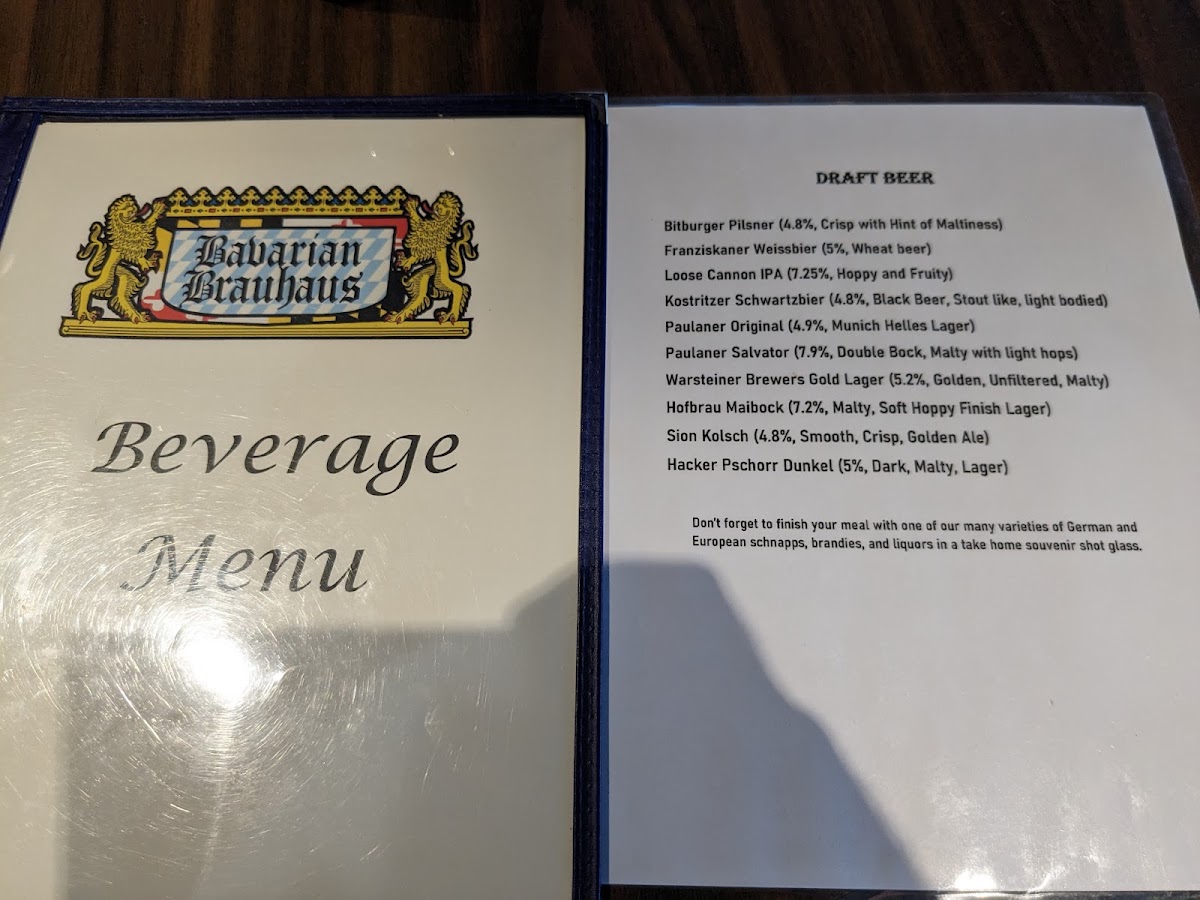 Bavarian
Brauhaus
Beverage
Menu
DRAFT BEER
Bitburger Pilsner (4.8%, Crisp with Hint of Maltiness)
Franziskaner Weissbier (5%, Wheat beer)
Loose Cannon IPA (7.25%, Hoppy and Fruity)
Kostritzer Schwartzbier (4.8%, Black Beer, Stout like, light bodied)
Paulaner Original (4.9%, Munich Helles Lager)
Paulaner Salvator (7.9%, Double Bock, Malty with light hops)
Warsteiner Brewers Gold Lager (5.2%, Golden, Unfiltered, Malty)
Hofbrau Maibock (7.2%, Malty, Soft Hoppy Finish Lager)
Sion Kolsch (4.8%, Smooth, Crisp, Golden Ale)
Hacker Pschorr Dunkel (5%, Dark, Malty, Lager)
Don't forget to finish your meal with one of our many varieties of German and
European schnapps, brandies, and liquors in a take home souvenir shot glass.